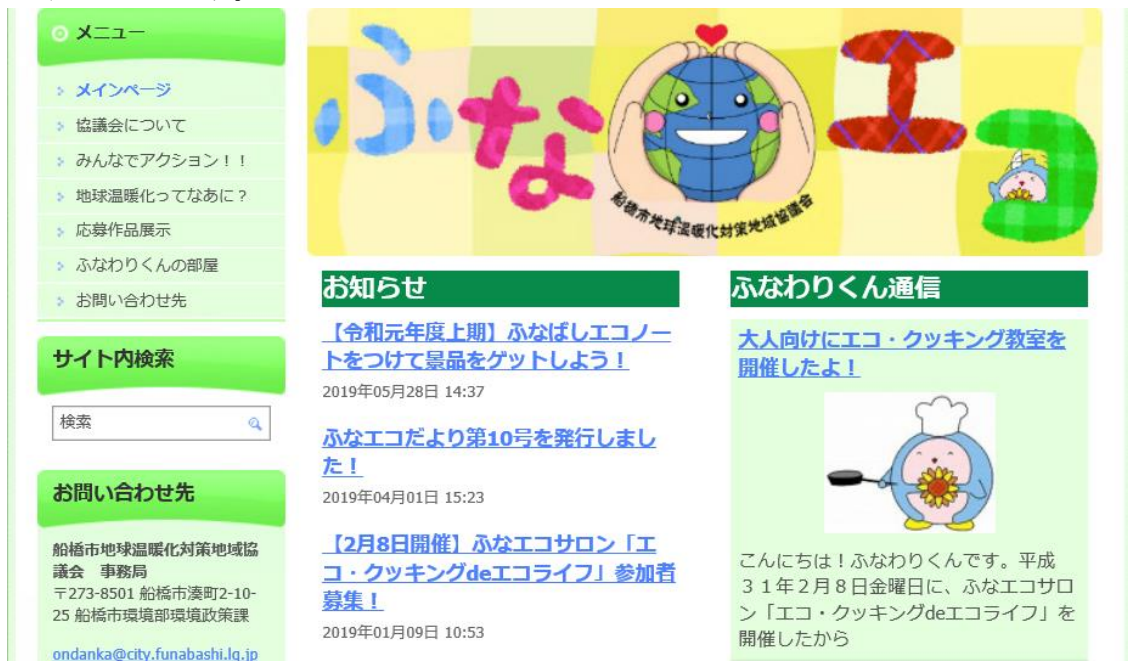 メニュー
メインページ
協議会について
みんなでアクション！！
地球温暖化ってなあに？
応募作品展示
ふなわりくんの部屋
お問い合わせ先
サイト内検索
検索
お問い合わせ先
船橋市地球温暖化対策地域協
議会　事務局
〒273-8501 船橋市湊町2-10-
25 船橋市環境部環境政策課
ondanka@city.funabashi.lg.jp
ふなエコ
船橋市地球温暖化対策地域協議会
お知らせ
【令和元年度上期】ふなばしエコノー
トをつけて景品をゲットしよう！
2019年05月28日 14:37
ふなエコだより第10号を発行しまし
た！
2019年04月01日 15:23
【2月8日開催】ふなエコサロン「エ
コ・クッキングdeエコライフ」参加者
募集！
2019年01月09日 10:53
ふなわりくん通信
大人向けにエコ・クッキング教室を
開催したよ！
こんにちは！ふなわりくんです。平成
３１年２月８日金曜日に、ふなエコサロ
ン「エコ・クッキングdeエコライフ」を
開催したから